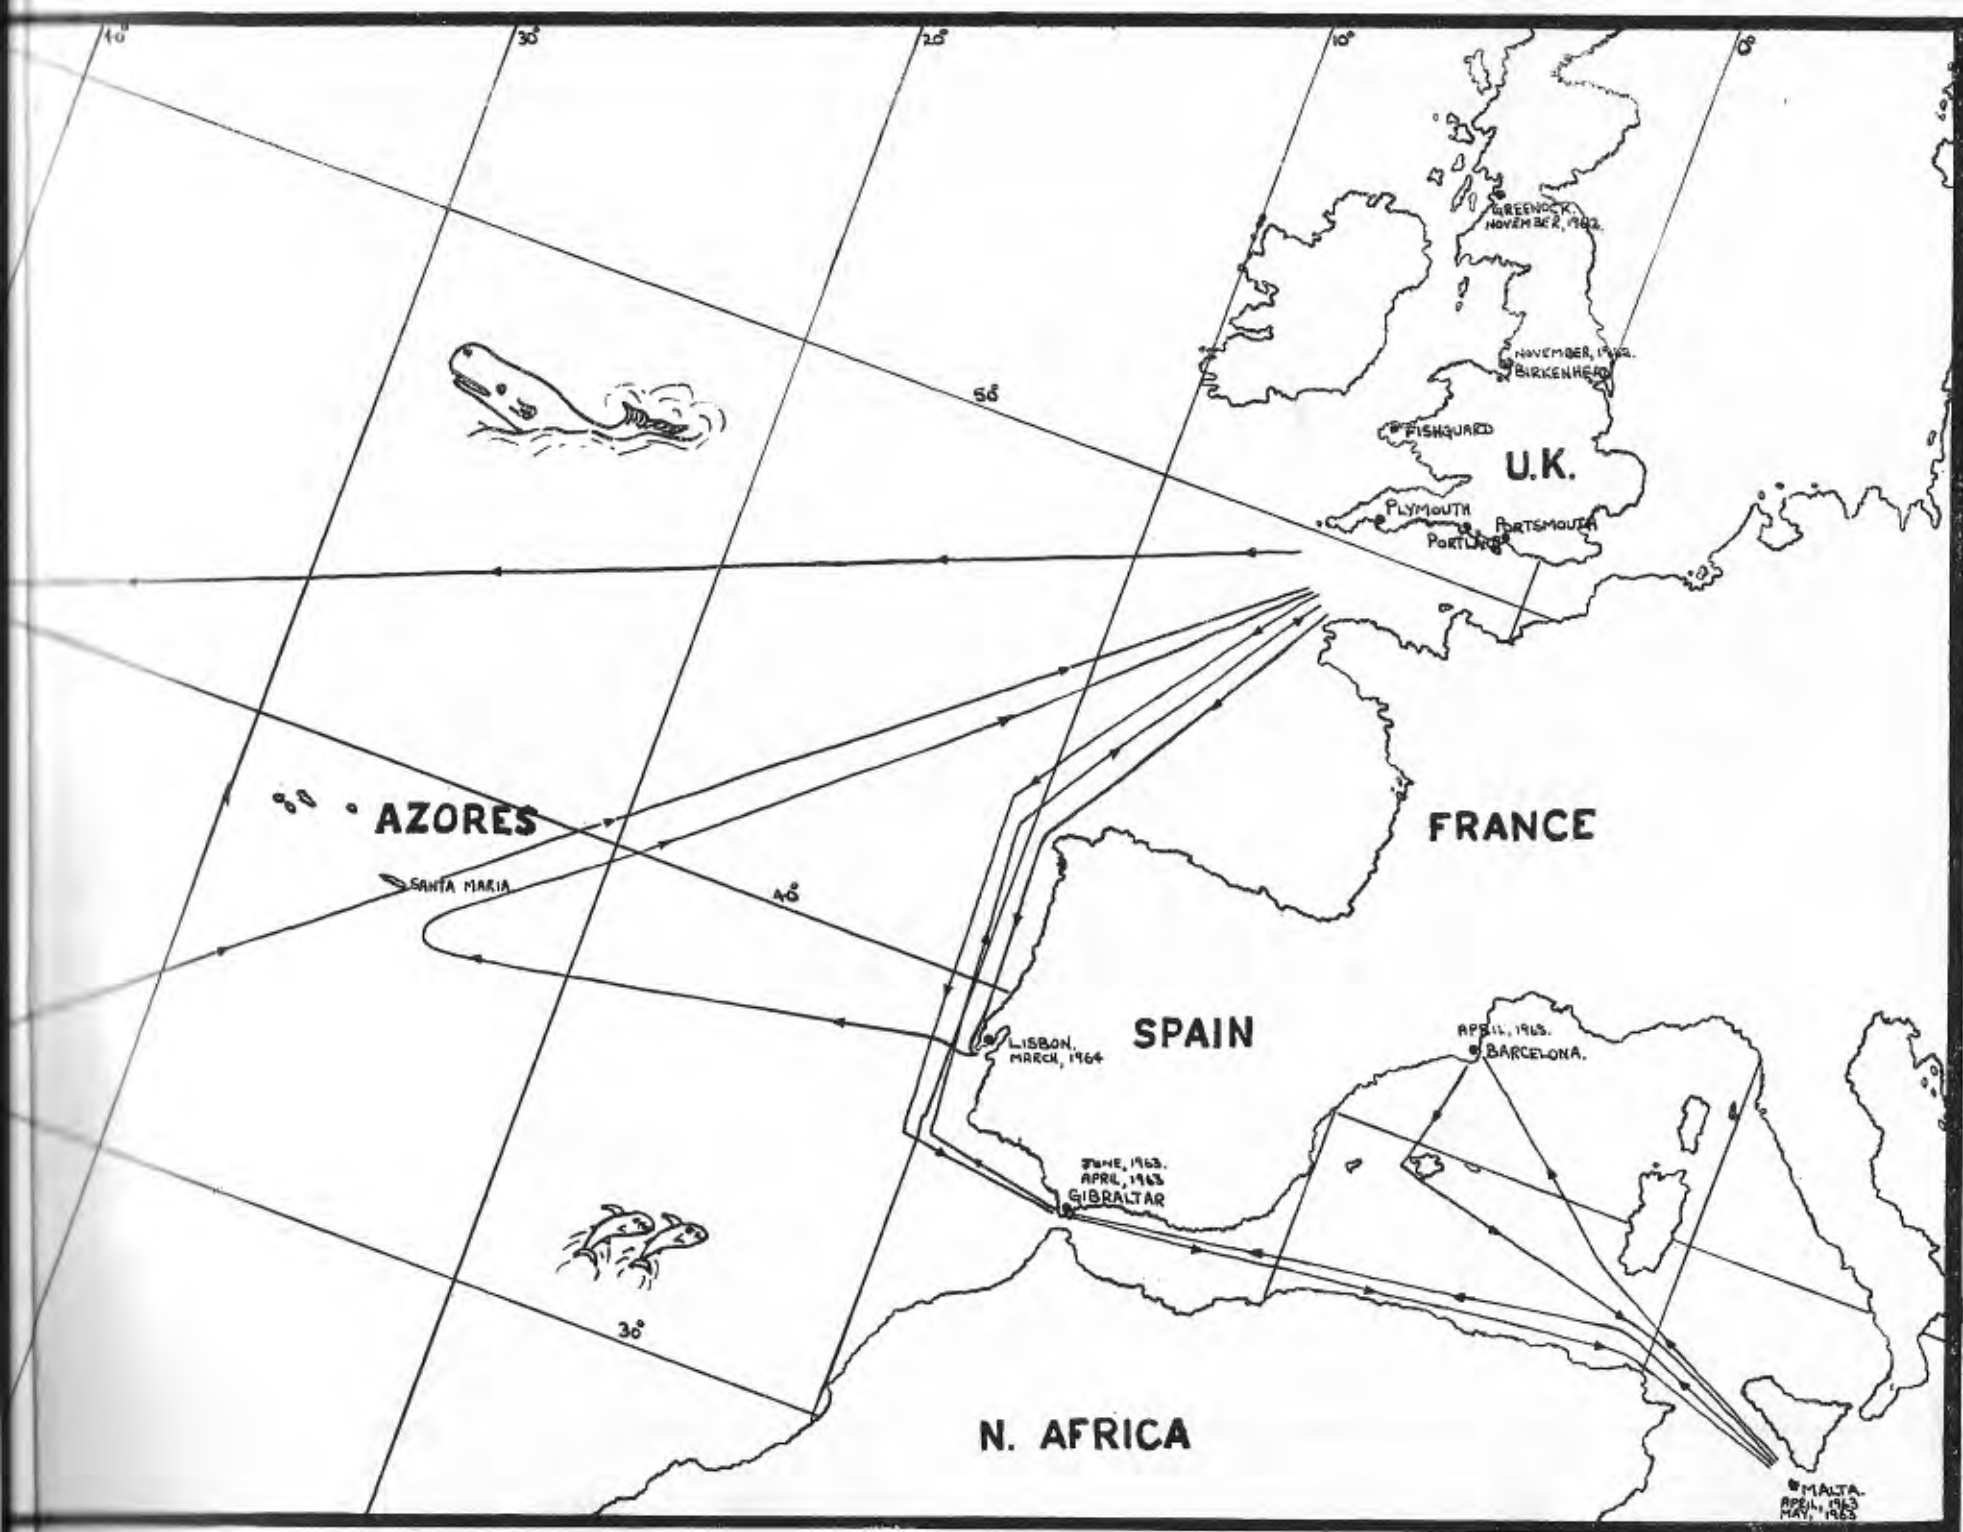 40°
30°
20°
10°
0°
GREENOCK.
NOVEMBER, 1962.
NOVEMBER, 1962.
BIRKENHEAD
50°
FISHGUARD
U.K.
PLYMOUTH
PORTSMOUTH
PORTLAND
AZORES
FRANCE
SANTA MARIA
40°
SPAIN
LISBON.
MARCH, 1964
APRIL, 1963.
BARCELONA.
JUNE, 1963.
APRIL, 1963
GIBRALTAR
30°
N. AFRICA
MALTA.
APRIL, 1963
MAY, 1963